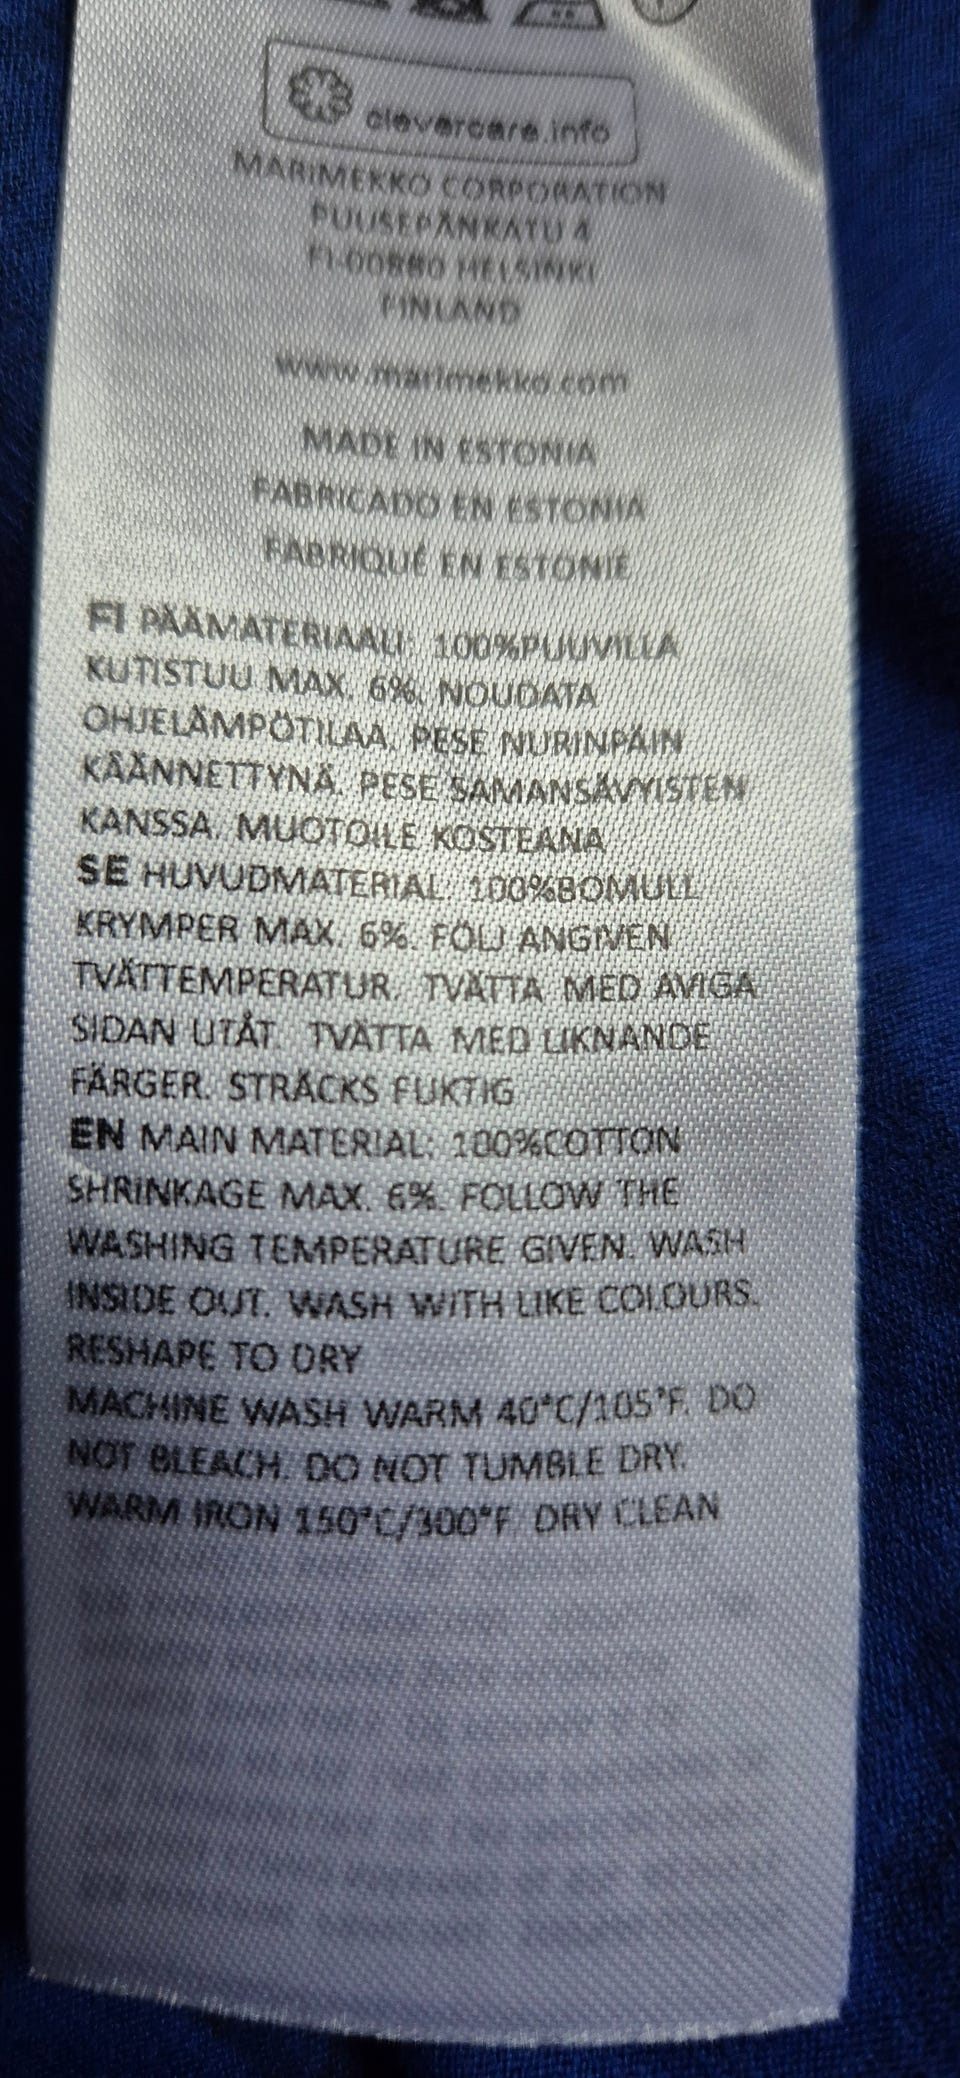 clevercare.info
MARIMEKKO CORPORATION
PUUSEPÄNKATU 4
FI-00880 HELSINKI
FINLAND
www.marimekko.com
MADE IN ESTONIA
FABRICADO EN ESTONIA
FABRIQUÉ EN ESTONIE
FI PÄÄMATERIAALI: 100%PUUVILLA
KUTISTUU MAX. 6%. NOUDATA
OHJELÄMPÖTILAA. PESE NURINPÄIN
KÄÄNNETTYNÄ. PESE SAMANSÄVYISTEN
KANSSA. MUOTOILE KOSTEANA
SE HUVUDMATERIAL: 100%BOMULL
KRYMPER MAX. 6%. FÖLJ ANGIVEN
TVÄTTEMPERATUR. TVÄTTA MED AVIGA
SIDAN UTÅT. TVÄTTA MED LIKNANDE
FÄRGER. STRÄCKS FUKTIG
EN MAIN MATERIAL: 100%COTTON
SHRINKAGE MAX. 6%. FOLLOW THE
WASHING TEMPERATURE GIVEN. WASH
INSIDE OUT. WASH WITH LIKE COLOURS.
RESHAPE TO DRY
MACHINE WASH WARM 40°C/105°F. DO
NOT BLEACH. DO NOT TUMBLE DRY.
WARM IRON 150°C/300°F. DRY CLEAN